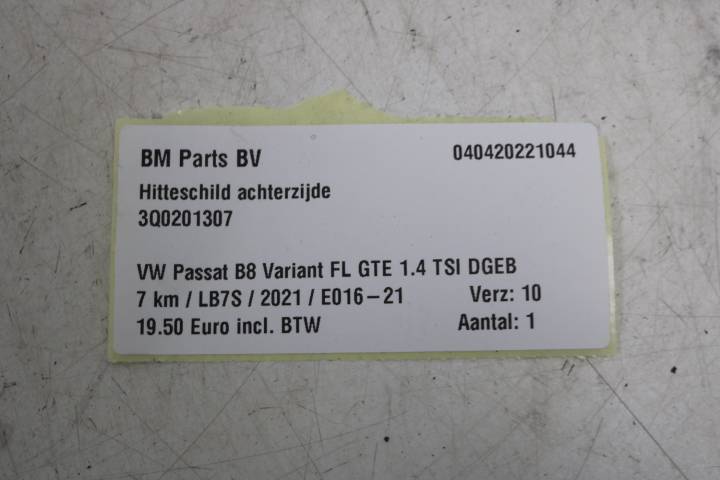 BM Parts BV 040420221044
Hitteschild achterzijde
3Q0201307
VW Passat B8 Variant FL GTE 1.4 TSI DGEB
7 km / LB7S / 2021 / E016-21 Verz: 10
19.50 Euro incl. BTW Aantal: 1